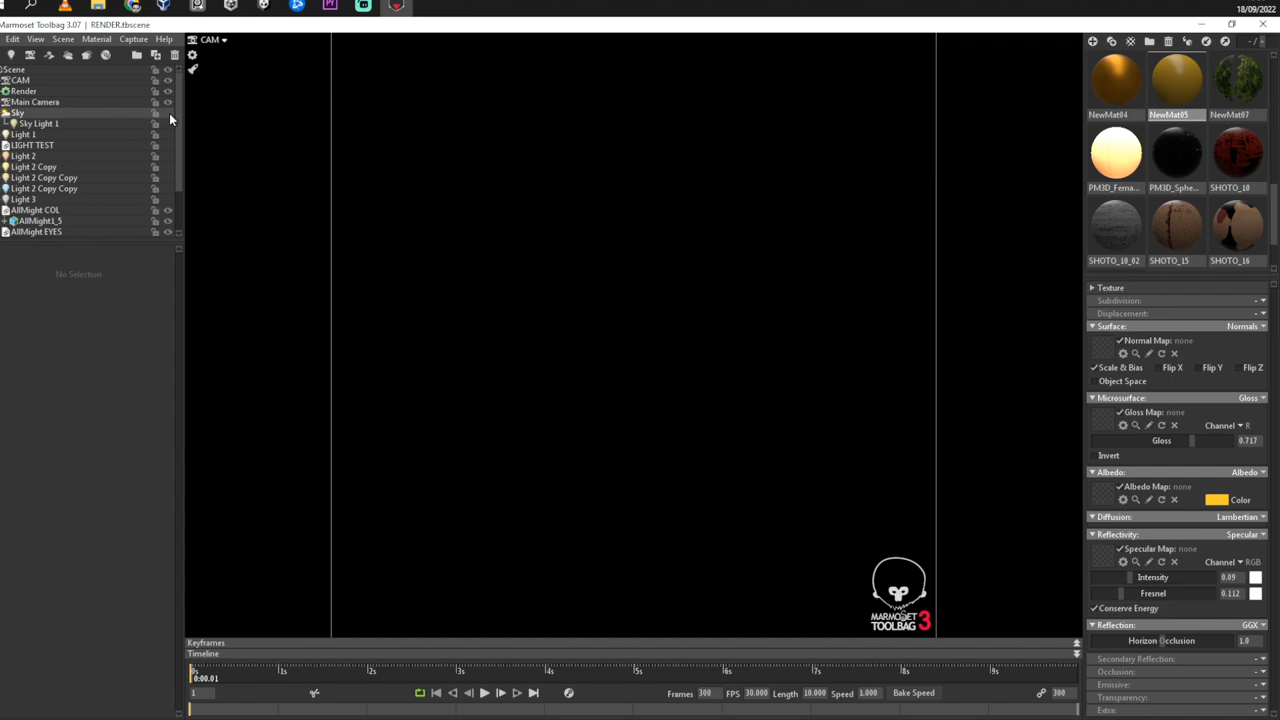 18/09/2022
Marmoset Toolbag 3.07 | RENDER.tbscene
Edit View Scene Material Capture Help
CAM
- /
Scene
CAM
Render
Main Camera
Sky
Sky Light 1
Light 1
LIGHT TEST
Light 2
Light 2 Copy
Light 2 Copy Copy
Light 2 Copy Copy
Light 3
AllMight COL
AllMight1_5
AllMight EYES
No Selection
NewMat04 NewMat05 NewMat07
PM3D_Ferna... PM3D_Sphe... SHOTO_10
SHOTO_10_02 SHOTO_15 SHOTO_16
Texture
Subdivision: -
Displacement: -
Surface: Normals
Normal Map: none
Scale & Bias Flip X Flip Y Flip Z
Object Space
Microsurface: Gloss
Gloss Map: none
Channel R
Gloss 0.717
Invert
Albedo: Albedo
Albedo Map: none
Color
Diffusion: Lambertian
Reflectivity: Specular
Specular Map: none
Channel RGB
Intensity 0.09
Fresnel 0.112
Conserve Energy
Reflection: GGX
Horizon Occlusion 1.0
Secondary Reflection: -
Occlusion: -
Emissive: -
Transparency: -
Extra: -
MARMOSET
TOOLBAG 3
Keyframes
Timeline
0s 1s 2s 3s 4s 5s 6s 7s 8s 9s
0:00.01
1 Frames 300 FPS 30.000 Length 10.000 Speed 1.000 Bake Speed 300